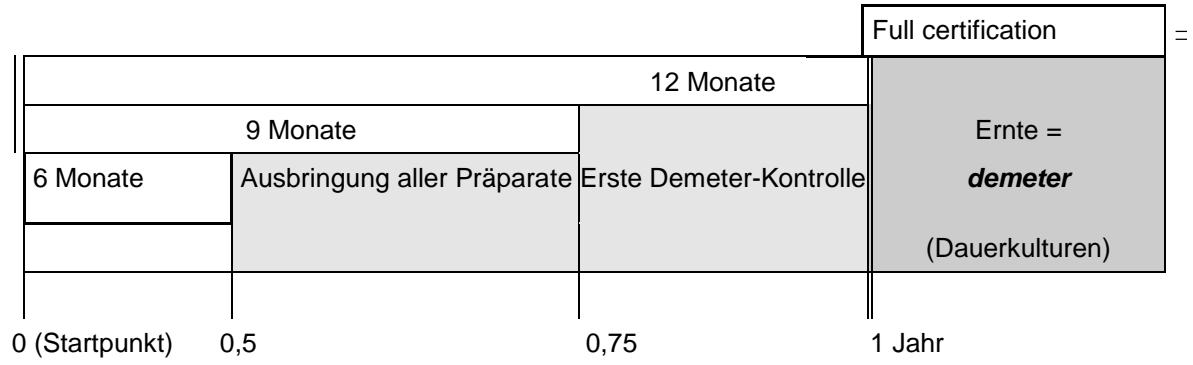 Full certification
12 Monate
9 Monate
Ernte =
6 Monate
Ausbringung aller Präparate
Erste Demeter-Kontrolle
demeter
(Dauerkulturen)
0 (Startpunkt)
0,5
0,75
1 Jahr